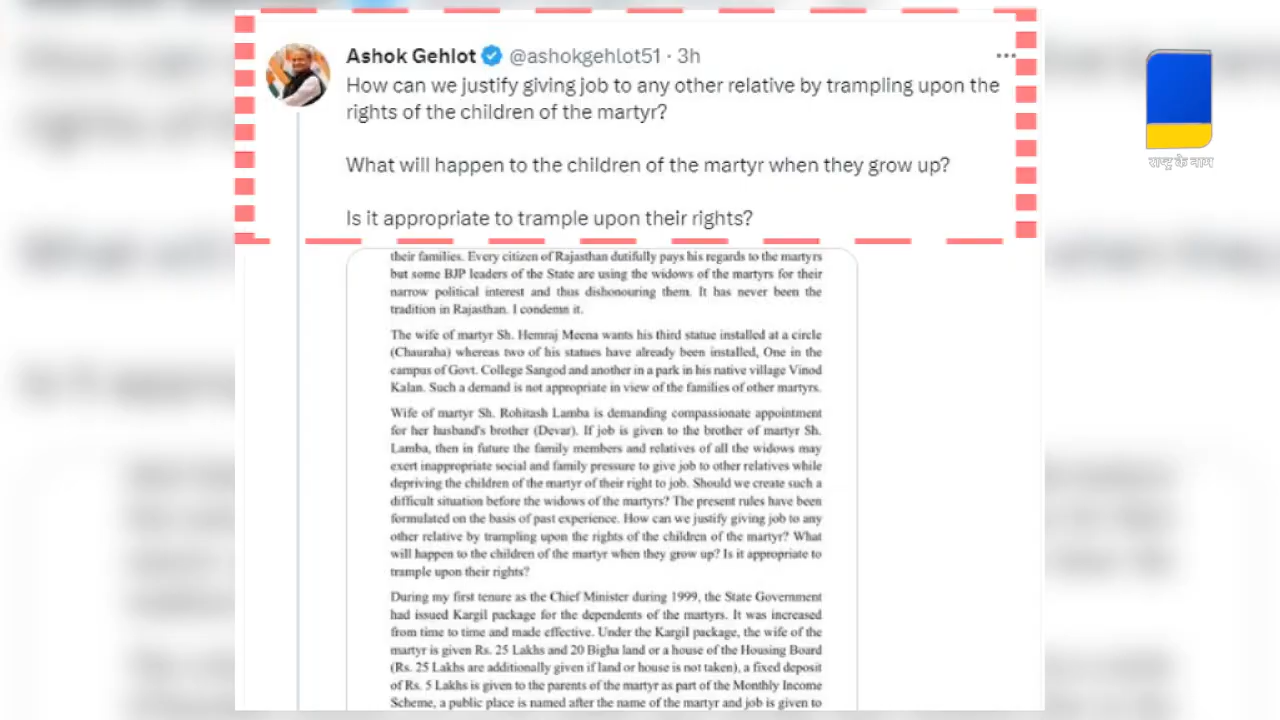 Ashok Gehlot @ashokgehlot51 · 3h
How can we justify giving job to any other relative by trampling upon the
rights of the children of the martyr?
What will happen to the children of the martyr when they grow up?
Is it appropriate to trample upon their rights?
राष्ट्र के नाम
their families. Every citizen of Rajasthan dutifully pays his regards to the martyrs
but some BJP leaders of the State are using the widows of the martyrs for their
narrow political interest and thus dishonouring them. It has never been the
tradition in Rajasthan. I condemn it.
The wife of martyr Sh. Hemraj Meena wants his third statue installed at a circle
(Chauraha) whereas two of his statues have already been installed, One in the
campus of Govt. College Sangod and another in a park in his native village Vinod
Kalan. Such a demand is not appropriate in view of the families of other martyrs.
Wife of martyr Sh. Rohitash Lamba is demanding compassionate appointment
for her husband's brother (Devar). If job is given to the brother of martyr Sh.
Lamba, then in future the family members and relatives of all the widows may
exert inappropriate social and family pressure to give job to other relatives while
depriving the children of the martyr of their right to job. Should we create such a
difficult situation before the widows of the martyrs? The present rules have been
formulated on the basis of past experience. How can we justify giving job to any
other relative by trampling upon the rights of the children of the martyr? What
will happen to the children of the martyr when they grow up? Is it appropriate to
trample upon their rights?
During my first tenure as the Chief Minister during 1999, the State Government
had issued Kargil package for the dependents of the martyrs. It was increased
from time to time and made effective. Under the Kargil package, the wife of the
martyr is given Rs. 25 Lakhs and 20 Bigha land or a house of the Housing Board
(Rs. 25 Lakhs are additionally given if land or house is not taken), a fixed deposit
of Rs. 5 Lakhs is given to the parents of the martyr as part of the Monthly Income
Scheme, a public place is named after the name of the martyr and job is given to